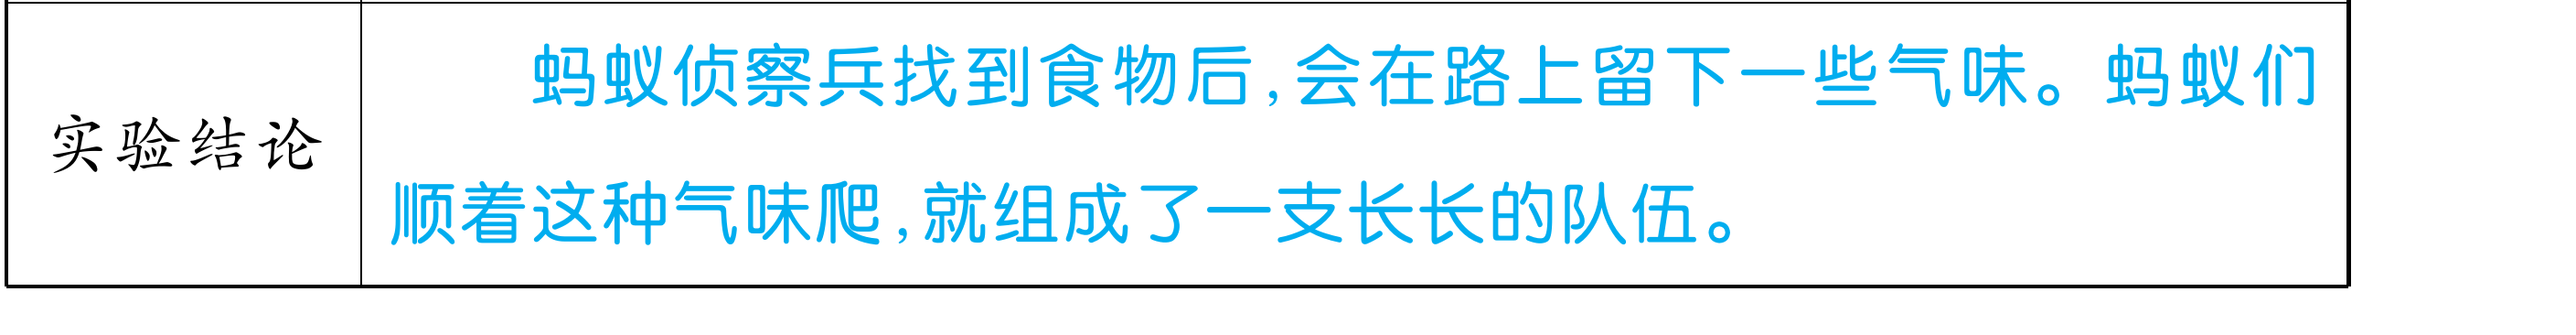 实验结论
蚂蚁侦察兵找到食物后,会在路上留下一些气味。蚂蚁们
顺着这种气味爬,就组成了一支长长的队伍。